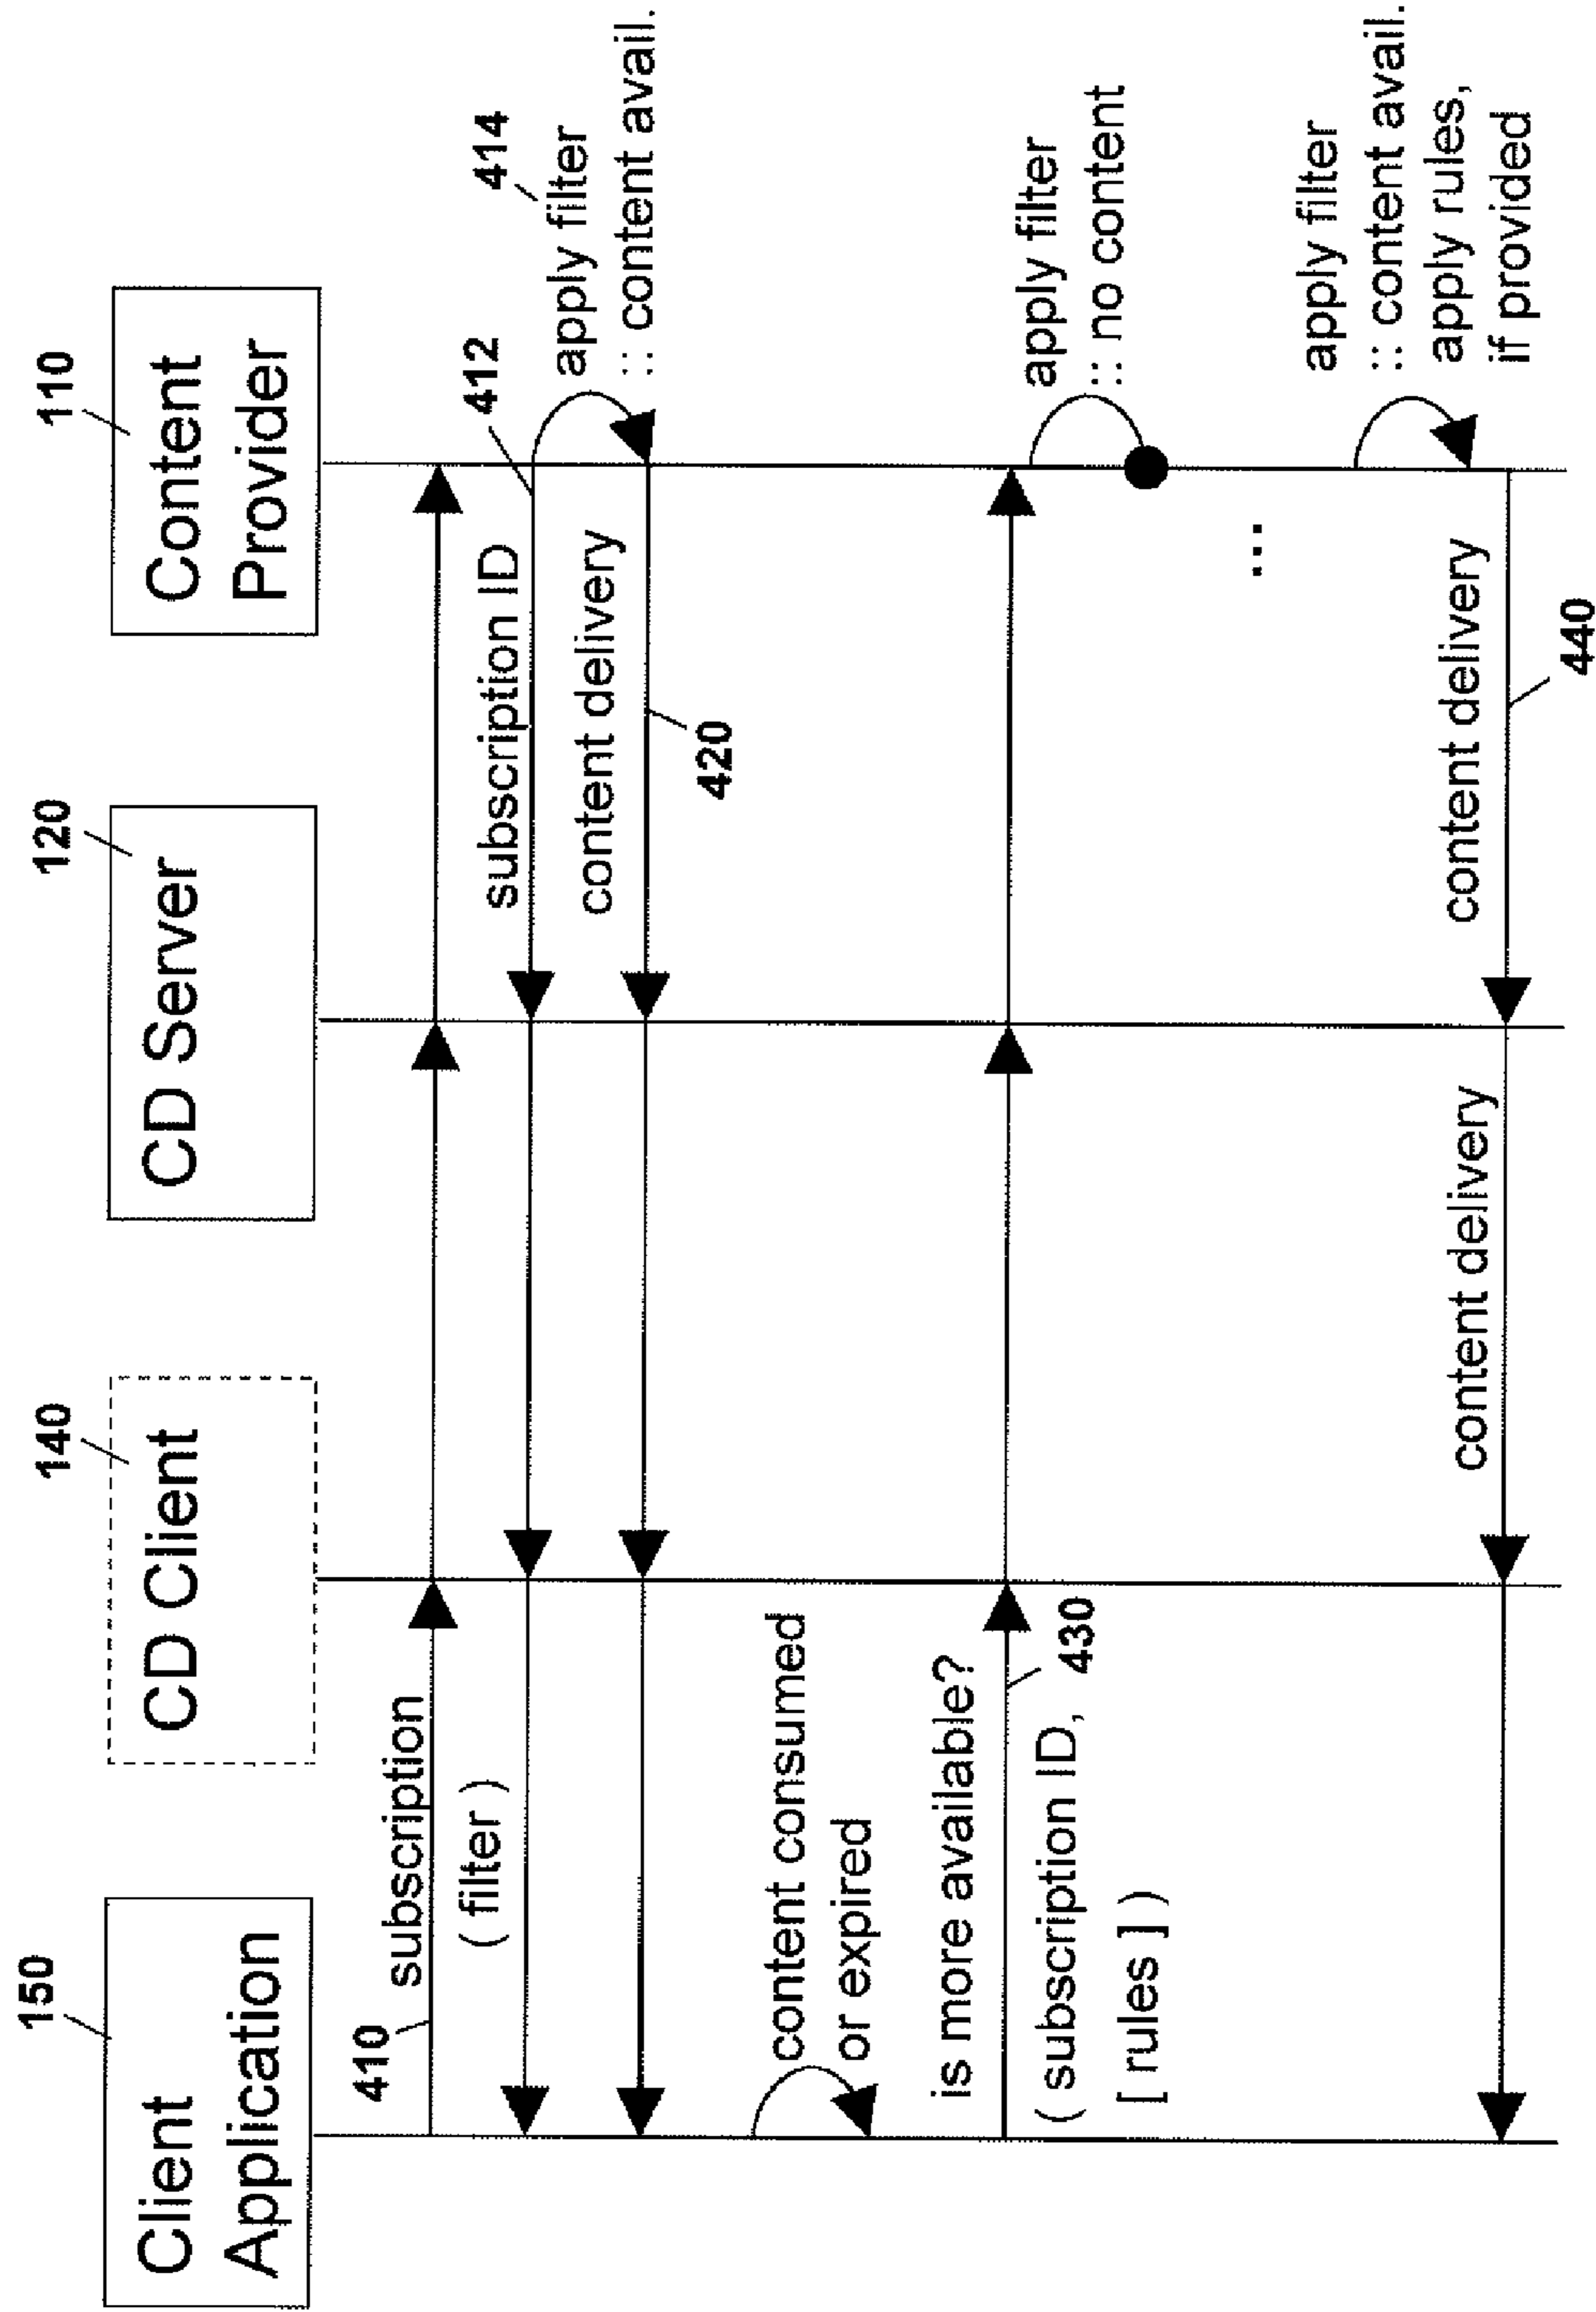 150
140
120
110
Client
Application
CD Client
CD Server
Content
Provider
410
subscription
( filter )
subscription ID
412
414
apply filter
:: content avail.
content delivery
420
content consumed
or expired
is more available?
( subscription ID,
[ rules ] )
430
apply filter
:: no content
...
apply filter
:: content avail.
apply rules,
if provided
content delivery
content delivery
440